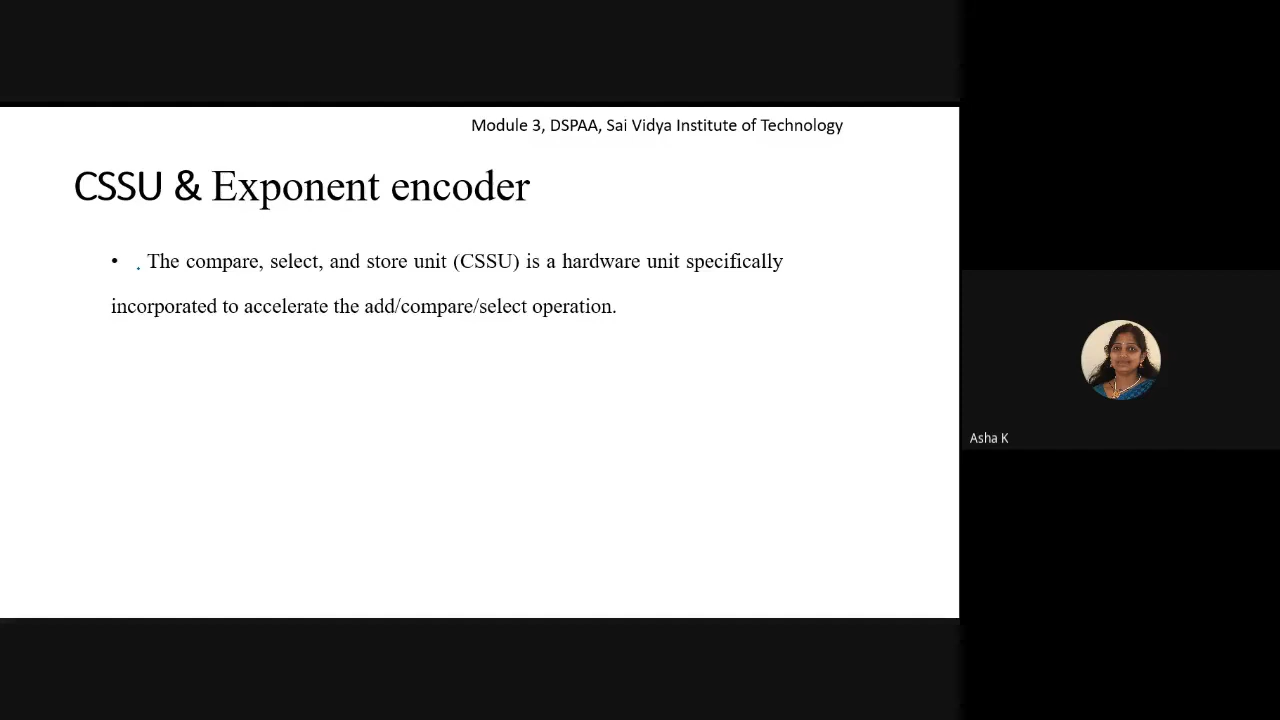 Module 3, DSPAA, Sai Vidya Institute of Technology
CSSU & Exponent encoder
• . The compare, select, and store unit (CSSU) is a hardware unit specifically
incorporated to accelerate the add/compare/select operation.
Asha K